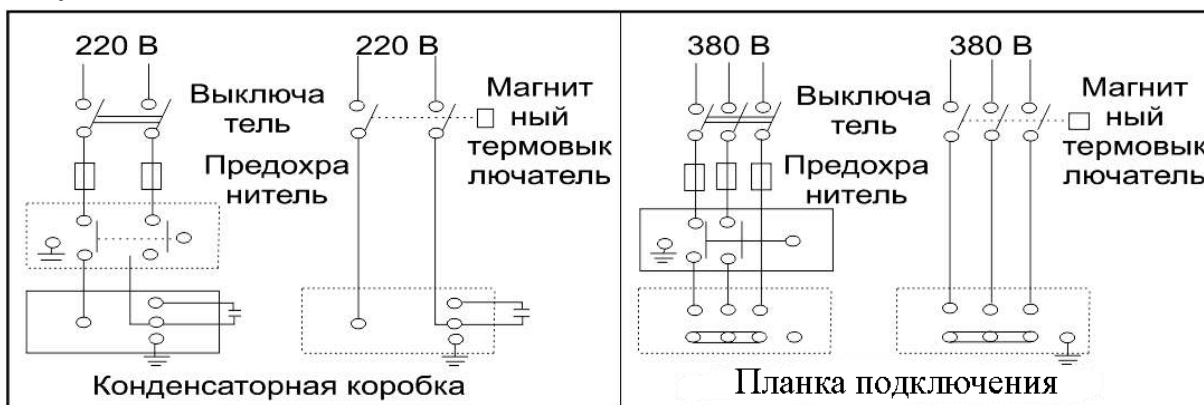 220 В
220 В
Выключа
тель
Предохра
нитель
Магнит
ный
термовык
лючатель
Конденсаторная коробка
380 В
380 В
Выключа
тель
Предохра
нитель
Магнит
ный
термовык
лючатель
Планка подключения